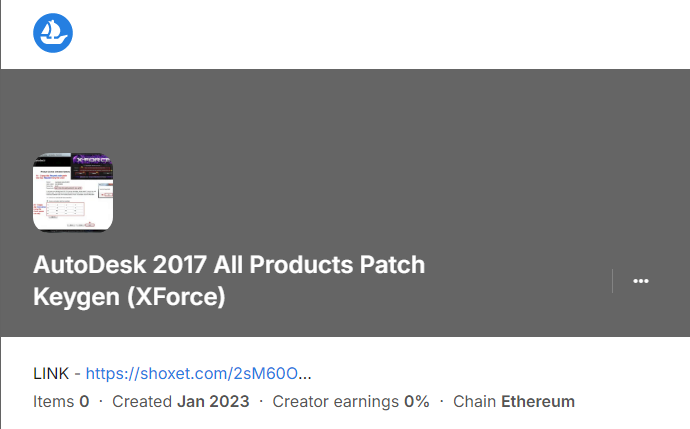 X-FORCE
AutoDesk 2017 All Products Patch
Keygen (XForce)
LINK - https://shoxet.com/2sM60O...
Items 0 · Created Jan 2023 · Creator earnings 0% · Chain Ethereum